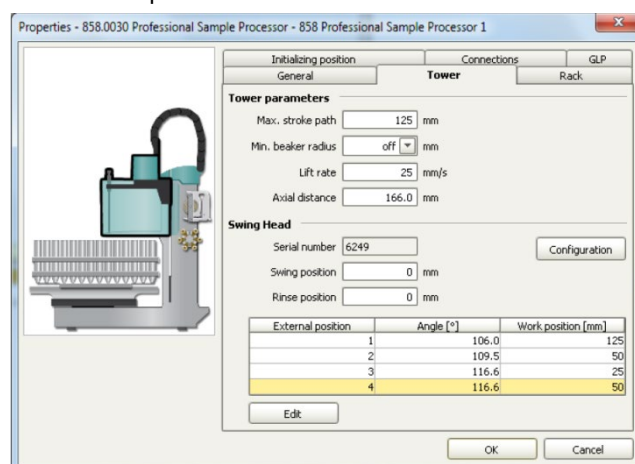 Properties - 858.0030 Professional Sample Processor - 858 Professional Sample Processor 1
Initializing position Connections GLP
General Tower Rack
Tower parameters
Max. stroke path 125 mm
Min. beaker radius off mm
Lift rate 25 mm/s
Axial distance 166.0 mm
Swing Head
Serial number 6249 Configuration
Swing position 0 mm
Rinse position 0 mm
External position Angle [°] Work position [mm]
1 106.0 125
2 109.5 50
3 116.6 25
4 116.6 50
Edit
OK Cancel